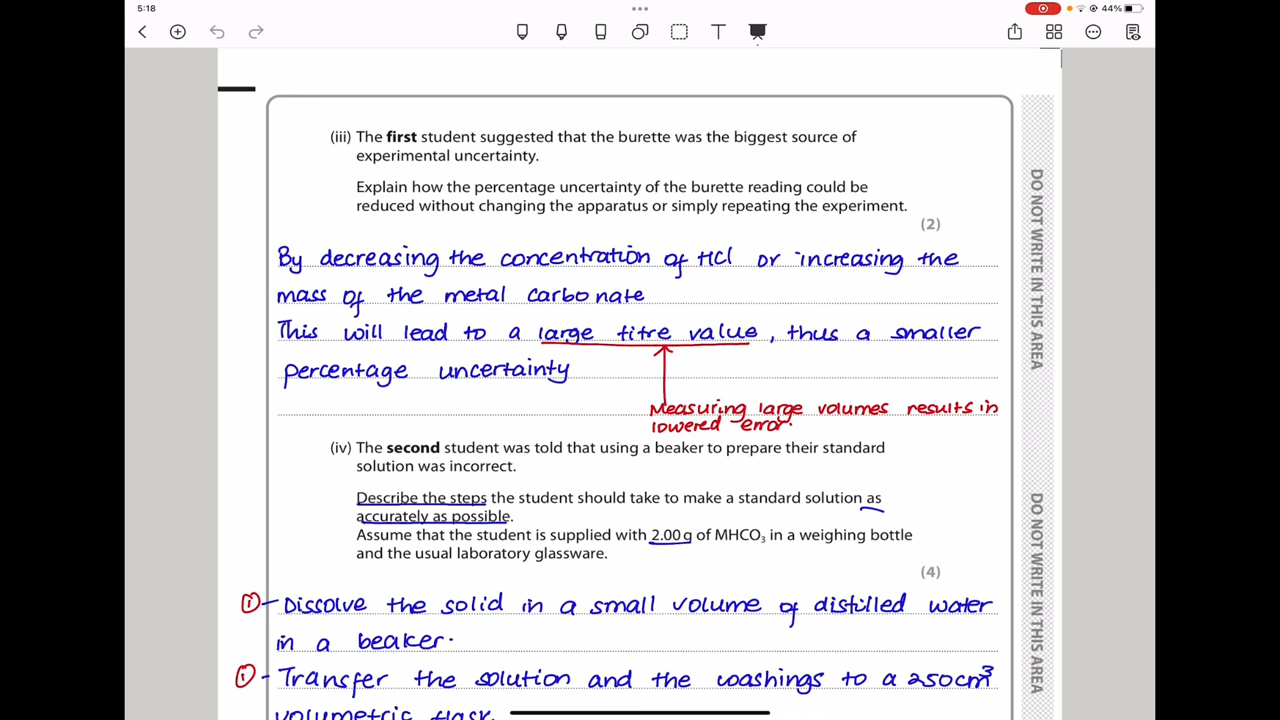 5:18
44%
(iii) The first student suggested that the burette was the biggest source of
experimental uncertainty.
Explain how the percentage uncertainty of the burette reading could be
reduced without changing the apparatus or simply repeating the experiment.
(2)
By decreasing the concentration of HCl or increasing the
mass of the metal carbonate
This will lead to a large titre value, thus a smaller
percentage uncertainty
Measuring large volumes results in
lowered error.
(iv) The second student was told that using a beaker to prepare their standard
solution was incorrect.
Describe the steps the student should take to make a standard solution as
accurately as possible.
Assume that the student is supplied with 2.00 g of MHCO₃ in a weighing bottle
and the usual laboratory glassware.
(4)
① - Dissolve the solid in a small volume of distilled water
in a beaker.
① - Transfer the solution and the washings to a 250cm³
volumetric flask.
DO NOT WRITE IN THIS AREA
DO NOT WRITE IN THIS AREA